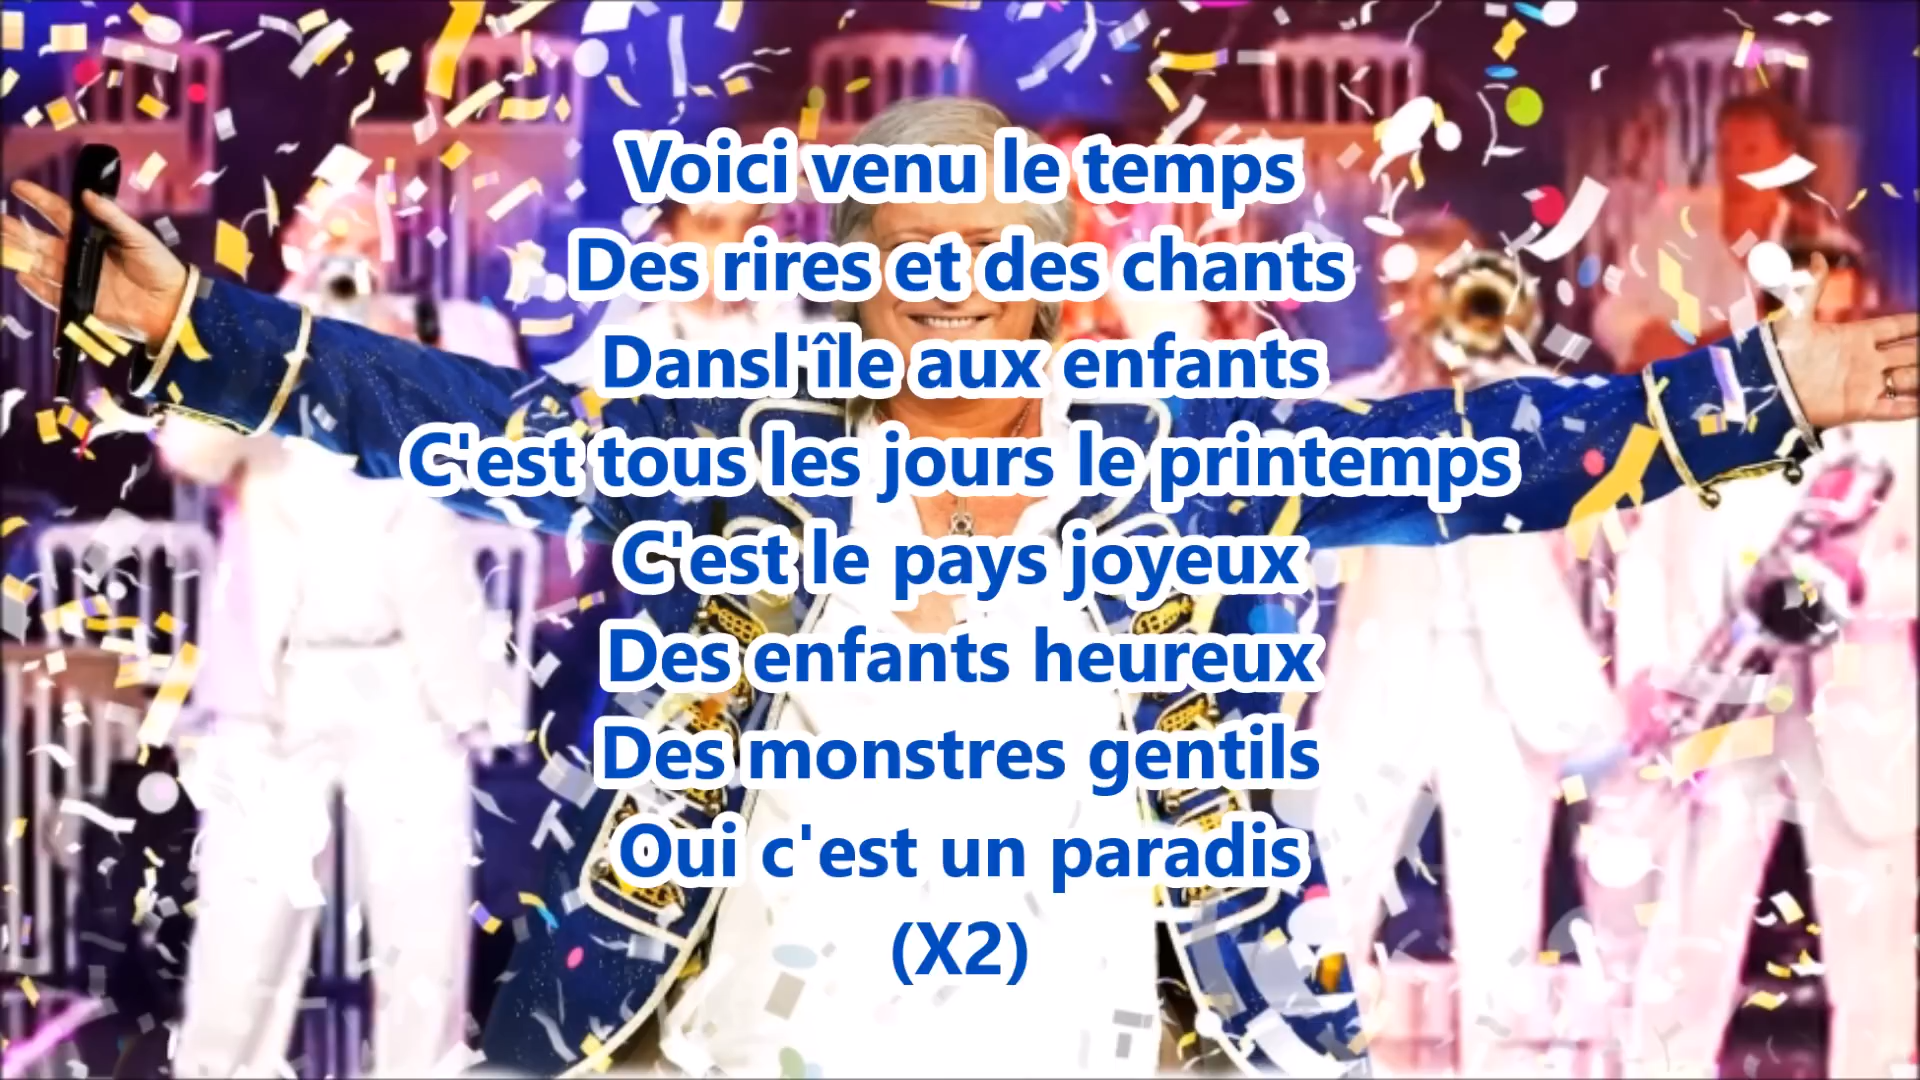 Voici venu le temps
Des rires et des chants
Dansl'île aux enfants
C'est tous les jours le printemps
C'est le pays joyeux
Des enfants heureux
Des monstres gentils
Oui c'est un paradis
(X2)